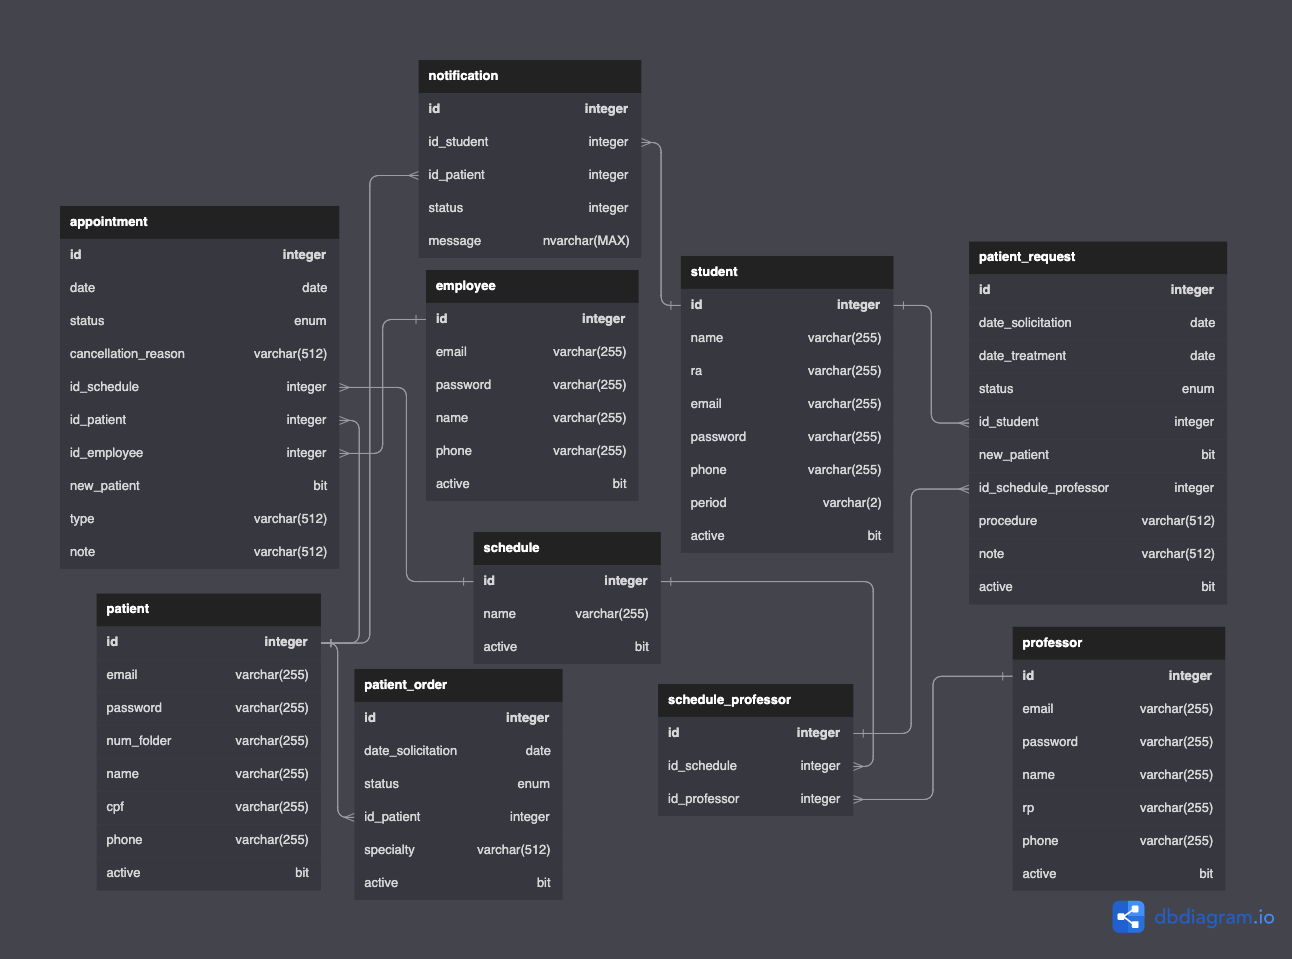 notification
id integer
id_student integer
id_patient integer
status integer
message nvarchar(MAX)
appointment
id integer
date date
status enum
cancellation_reason varchar(512)
id_schedule integer
id_patient integer
id_employee integer
new_patient bit
type varchar(512)
note varchar(512)
employee
id integer
email varchar(255)
password varchar(255)
name varchar(255)
phone varchar(255)
active bit
student
id integer
name varchar(255)
ra varchar(255)
email varchar(255)
password varchar(255)
phone varchar(255)
period varchar(2)
active bit
patient_request
id integer
date_solicitation date
date_treatment date
status enum
id_student integer
new_patient bit
id_schedule_professor integer
procedure varchar(512)
note varchar(512)
active bit
schedule
id integer
name varchar(255)
active bit
patient
id integer
email varchar(255)
password varchar(255)
num_folder varchar(255)
name varchar(255)
cpf varchar(255)
phone varchar(255)
active bit
patient_order
id integer
date_solicitation date
status enum
id_patient integer
specialty varchar(512)
active bit
schedule_professor
id integer
id_schedule integer
id_professor integer
professor
id integer
email varchar(255)
password varchar(255)
name varchar(255)
rp varchar(255)
phone varchar(255)
active bit
dbdiagram.io